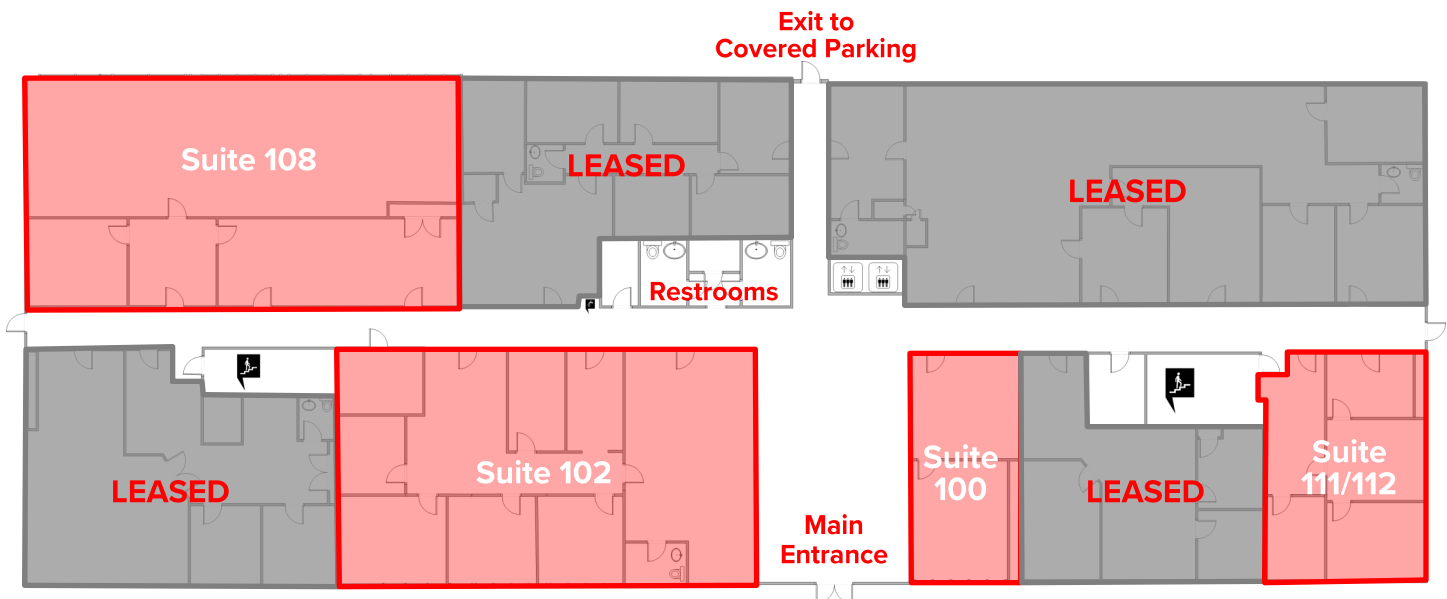 Exit to
Covered Parking
Suite 108
LEASED
LEASED
Restrooms
LEASED
Suite 102
Main
Entrance
Suite
100
LEASED
Suite
111/112